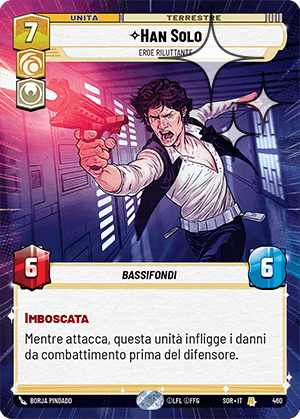 UNITÀ
TERRESTRE
7
✧HAN SOLO
EROE RILUTTANTE
6
BASSIFONDI
6
IMBOSCATA
Mentre attacca, questa unità infligge i danni
da combattimento prima del difensore.
BORJA PINDADO
©LFL ©FFG
SOR•IT
460